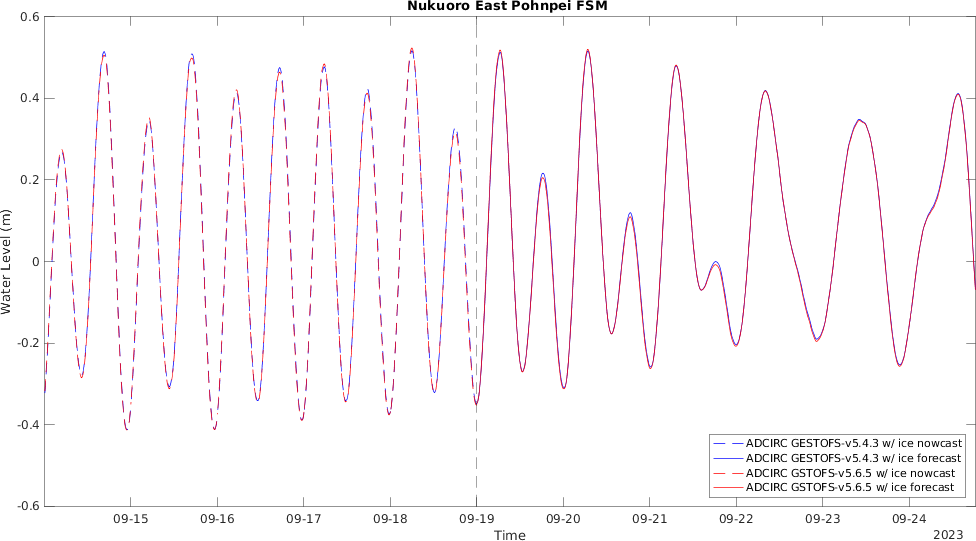 Nukuoro East Pohnpei FSM
0.6
0.4
0.2
0
-0.2
-0.4
-0.6
Water Level (m)
ADCIRC GESTOFS-v5.4.3 w/ ice nowcast
ADCIRC GESTOFS-v5.4.3 w/ ice forecast
ADCIRC GSTOFS-v5.6.5 w/ ice nowcast
ADCIRC GSTOFS-v5.6.5 w/ ice forecast
09-15 09-16 09-17 09-18 09-19 09-20 09-21 09-22 09-23 09-24
Time
2023